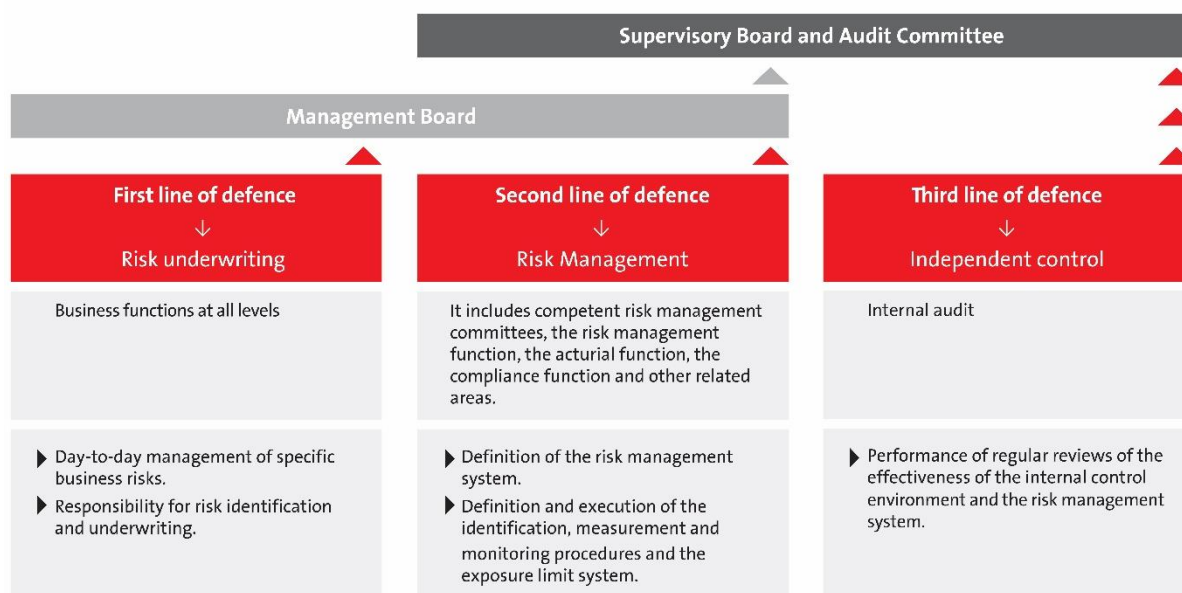 Supervisory Board and Audit Committee
Management Board
First line of defence
↓
Risk underwriting
Second line of defence
↓
Risk Management
Third line of defence
↓
Independent control
Business functions at all levels
It includes competent risk management
committees, the risk management
function, the acturial function, the
compliance function and other related
areas.
Internal audit
Day-to-day management of specific
business risks.
Responsibility for risk identification
and underwriting.
Definition of the risk management
system.
Definition and execution of the
identification, measurement and
monitoring procedures and the
exposure limit system.
Performance of regular reviews of the
effectiveness of the internal control
environment and the risk management
system.